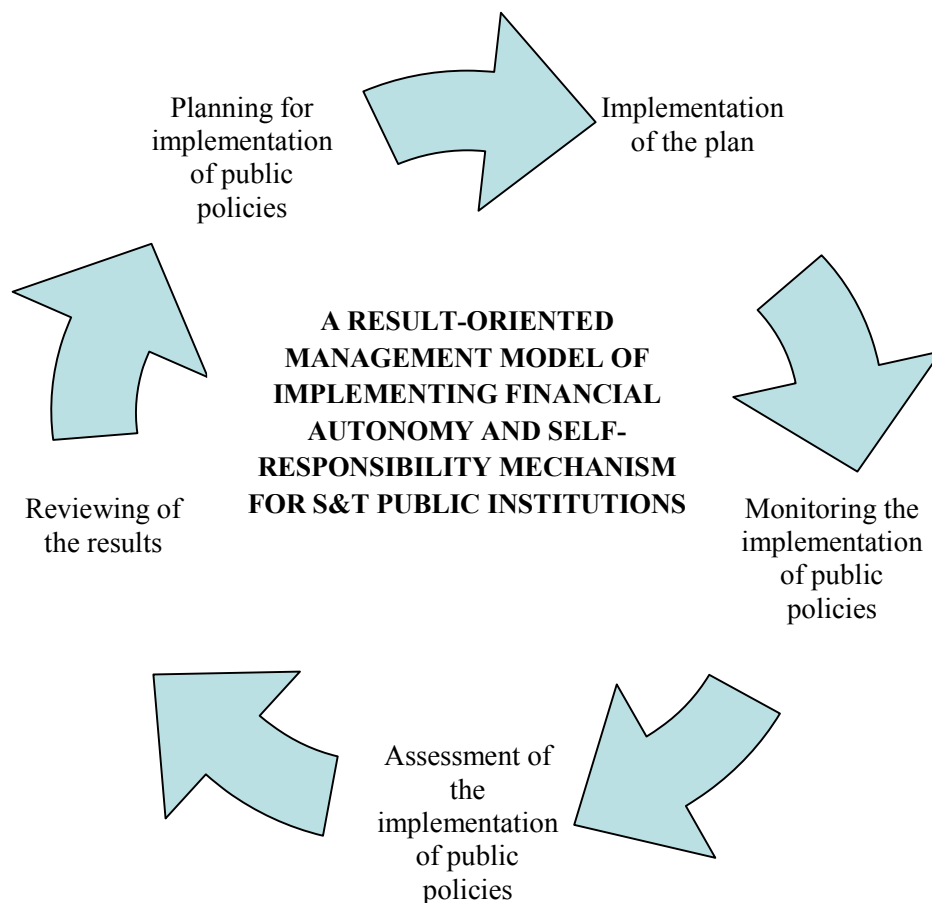 Planning for
implementation
of public
policies
Implementation
of the plan
A RESULT-ORIENTED
MANAGEMENT MODEL OF
IMPLEMENTING FINANCIAL
AUTONOMY AND SELF-
RESPONSIBILITY MECHANISM
FOR S&T PUBLIC INSTITUTIONS
Monitoring the
implementation
of public
policies
Assessment of
the
implementation
of public
policies
Reviewing of
the results